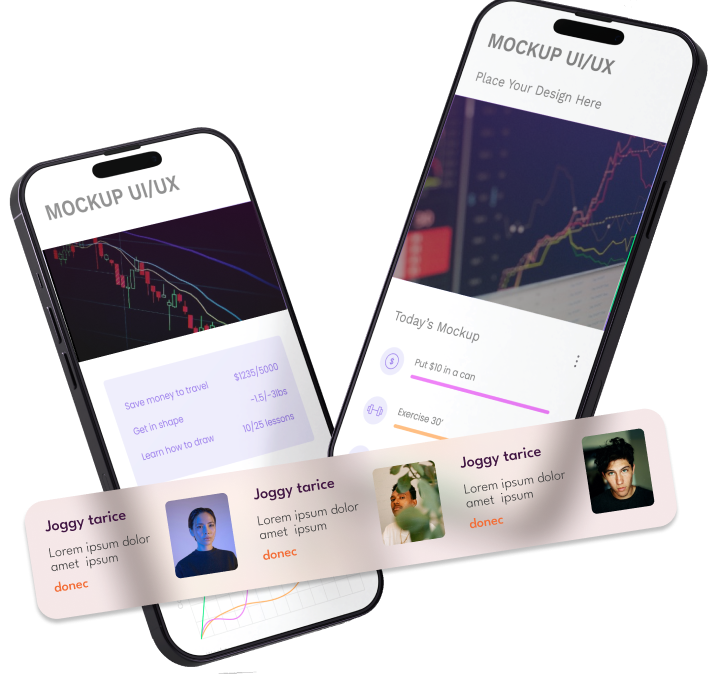 MOCKUP UI/UX
Place Your Design Here
Today's Mockup
Put $10 in a can
Exercise 30'
MOCKUP UI/UX
Save money to travel
$1235/5000
Get in shape
-1.5/-3lbs
Learn how to draw
10/25 lessons
Joggy tarice
Lorem ipsum dolor
amet ipsum
donec
Joggy tarice
Lorem ipsum dolor
amet ipsum
donec
Joggy tarice
Lorem ipsum dolor
amet ipsum
donec